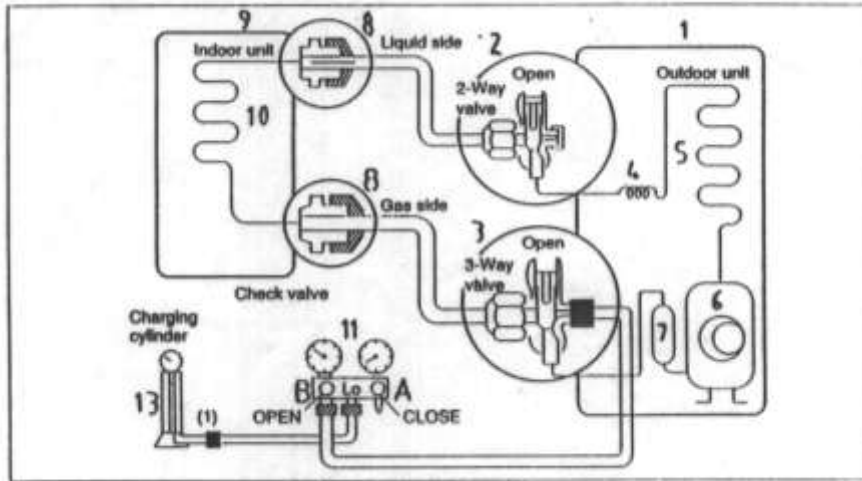 9
8
Liquid side
2
1
Indoor unit
Open
Outdoor unit
2-Way
valve
10
5
4
8
Gas side
3
Open
3-Way
valve
Check valve
6
7
Charging
cylinder
11
B Lo A
13
(1)
OPEN
CLOSE